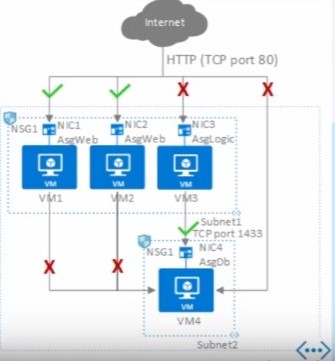 Internet
HTTP (TCP port 80)
NSG1
NIC1
AsgWeb
NIC2
AsgWeb
NIC3
AsgLogic
VM
VM
VM
VM1
VM2
VM3
Subnet1
TCP port 1433
NSG1
NIC4
AsgDb
VM
VM4
Subnet2